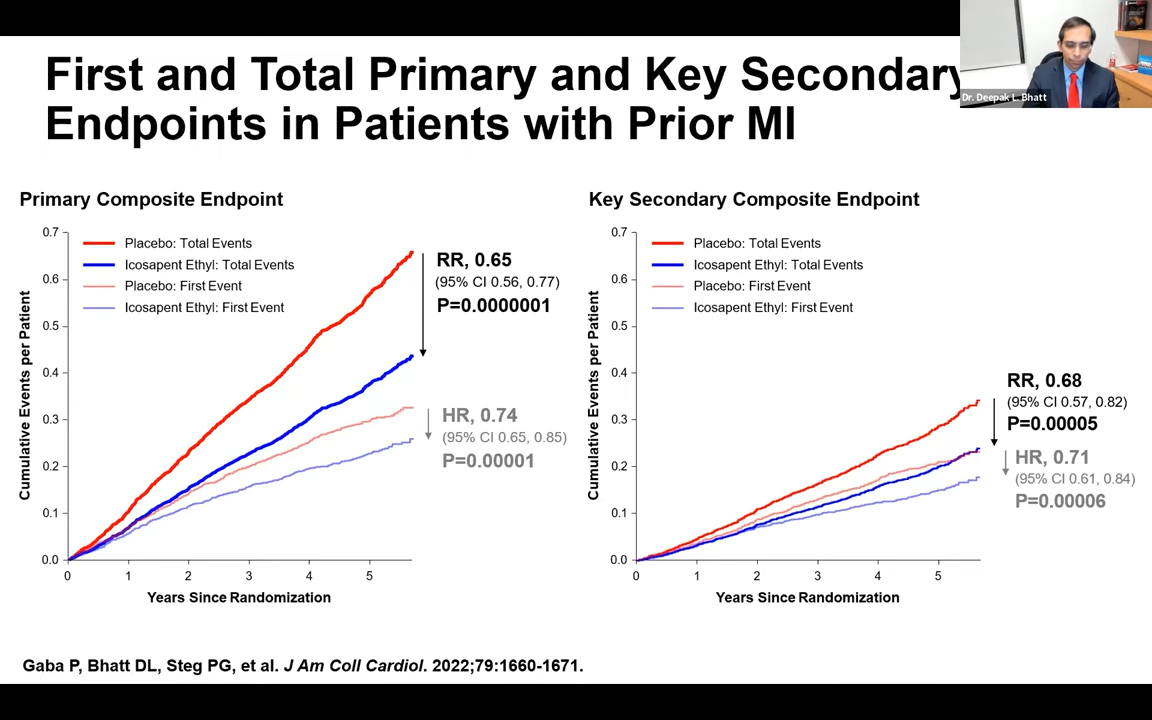 First and Total Primary and Key Secondary
Endpoints in Patients with Prior MI
Dr. Deepak L. Bhatt
Primary Composite Endpoint
0.7
0.6
0.5
0.4
0.3
0.2
0.1
0.0
Cumulative Events per Patient
Placebo: Total Events
Icosapent Ethyl: Total Events
Placebo: First Event
Icosapent Ethyl: First Event
RR, 0.65
(95% CI 0.56, 0.77)
P=0.0000001
HR, 0.74
(95% CI 0.65, 0.85)
P=0.00001
0 1 2 3 4 5
Years Since Randomization
Key Secondary Composite Endpoint
0.7
0.6
0.5
0.4
0.3
0.2
0.1
0.0
Cumulative Events per Patient
Placebo: Total Events
Icosapent Ethyl: Total Events
Placebo: First Event
Icosapent Ethyl: First Event
RR, 0.68
(95% CI 0.57, 0.82)
P=0.00005
HR, 0.71
(95% CI 0.61, 0.84)
P=0.00006
0 1 2 3 4 5
Years Since Randomization
Gaba P, Bhatt DL, Steg PG, et al. J Am Coll Cardiol. 2022;79:1660-1671.